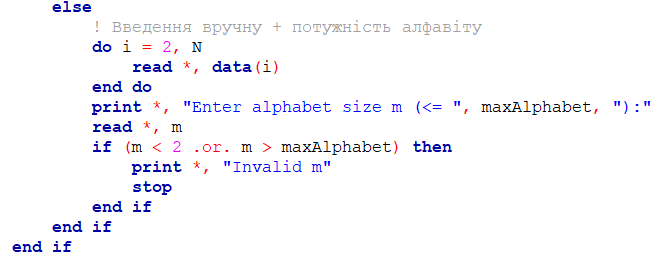 else
! Введення вручну + потужність алфавіту
do i = 2, N
read *, data(i)
end do
print *, "Enter alphabet size m (<= ", maxAlphabet, "):"
read *, m
if (m < 2 .or. m > maxAlphabet) then
print *, "Invalid m"
stop
end if
end if
end if